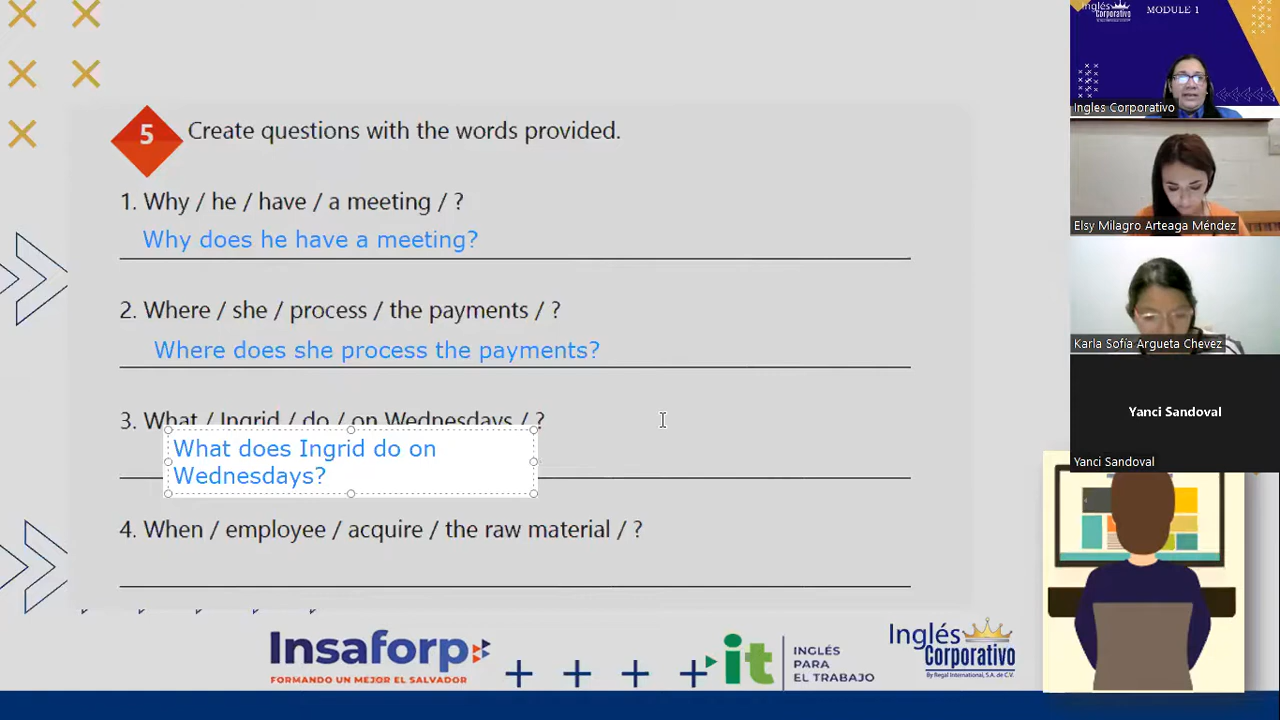 5 Create questions with the words provided.
1. Why / he / have / a meeting / ?
Why does he have a meeting?
2. Where / she / process / the payments / ?
Where does she process the payments?
3. What / Ingrid / do / on Wednesdays / ?
What does Ingrid do on
Wednesdays?
4. When / employee / acquire / the raw material / ?
Insaforp
FORMANDO UN MEJOR EL SALVADOR
it
INGLÉS
PARA
EL TRABAJO
Inglés
Corporativo
By Regal International, S.A. de C.V.
Inglés
Corporativo
MODULE 1
Ingles Corporativo
Elsy Milagro Arteaga Méndez
Karla Sofía Argueta Chevez
Yanci Sandoval
Yanci Sandoval